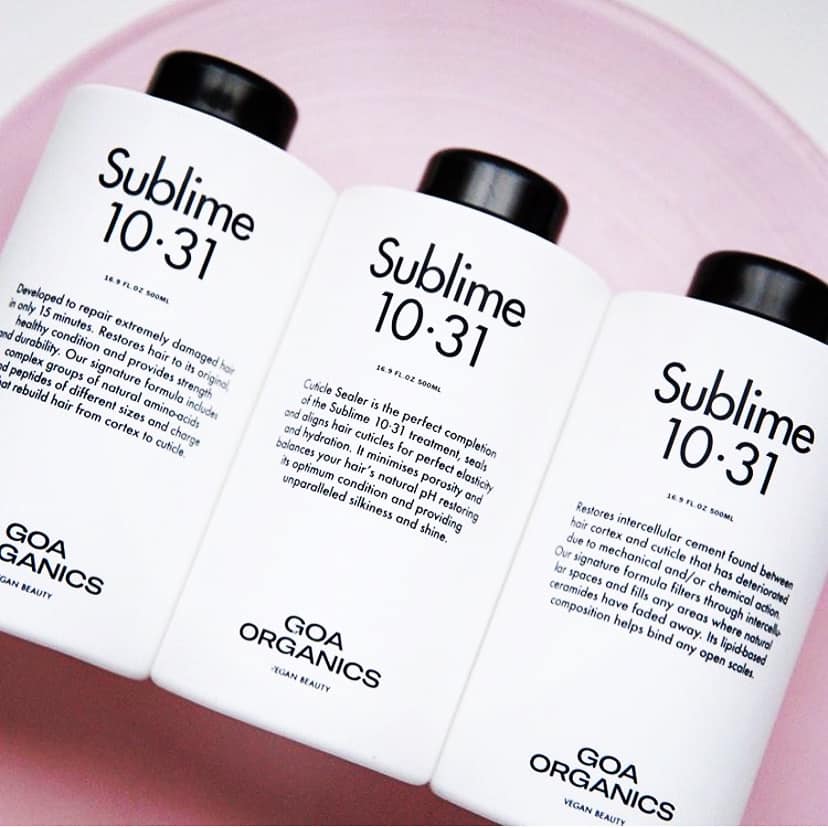 Sublime
10·31
16.9 FL.OZ 500ML
Developed to repair extremely damaged hair
in only 15 minutes. Restores hair to its original,
healthy condition and provides strength
and durability. Our signature formula includes
complex groups of natural amino-acids
and peptides of different sizes and charge
that rebuild hair from cortex to cuticle.
GOA
ORGANICS
VEGAN BEAUTY
Sublime
10·31
16.9 FL.OZ 500ML
Cuticle Sealer is the perfect completion
of the Sublime 10·31 treatment, seals
and aligns hair cuticles for perfect elasticity
and hydration. It minimises porosity and
balances your hair's natural pH restoring
its optimum condition and providing
unparalleled silkiness and shine.
GOA
ORGANICS
VEGAN BEAUTY
Sublime
10·31
16.9 FL.OZ 500ML
Restores intercellular cement found between
hair cortex and cuticle that has deteriorated
due to mechanical and/or chemical action.
Our signature formula filters through intercellu-
lar spaces and fills any areas where natural
ceramides have faded away. Its lipid-based
composition helps bind any open scales.
GOA
ORGANICS
VEGAN BEAUTY